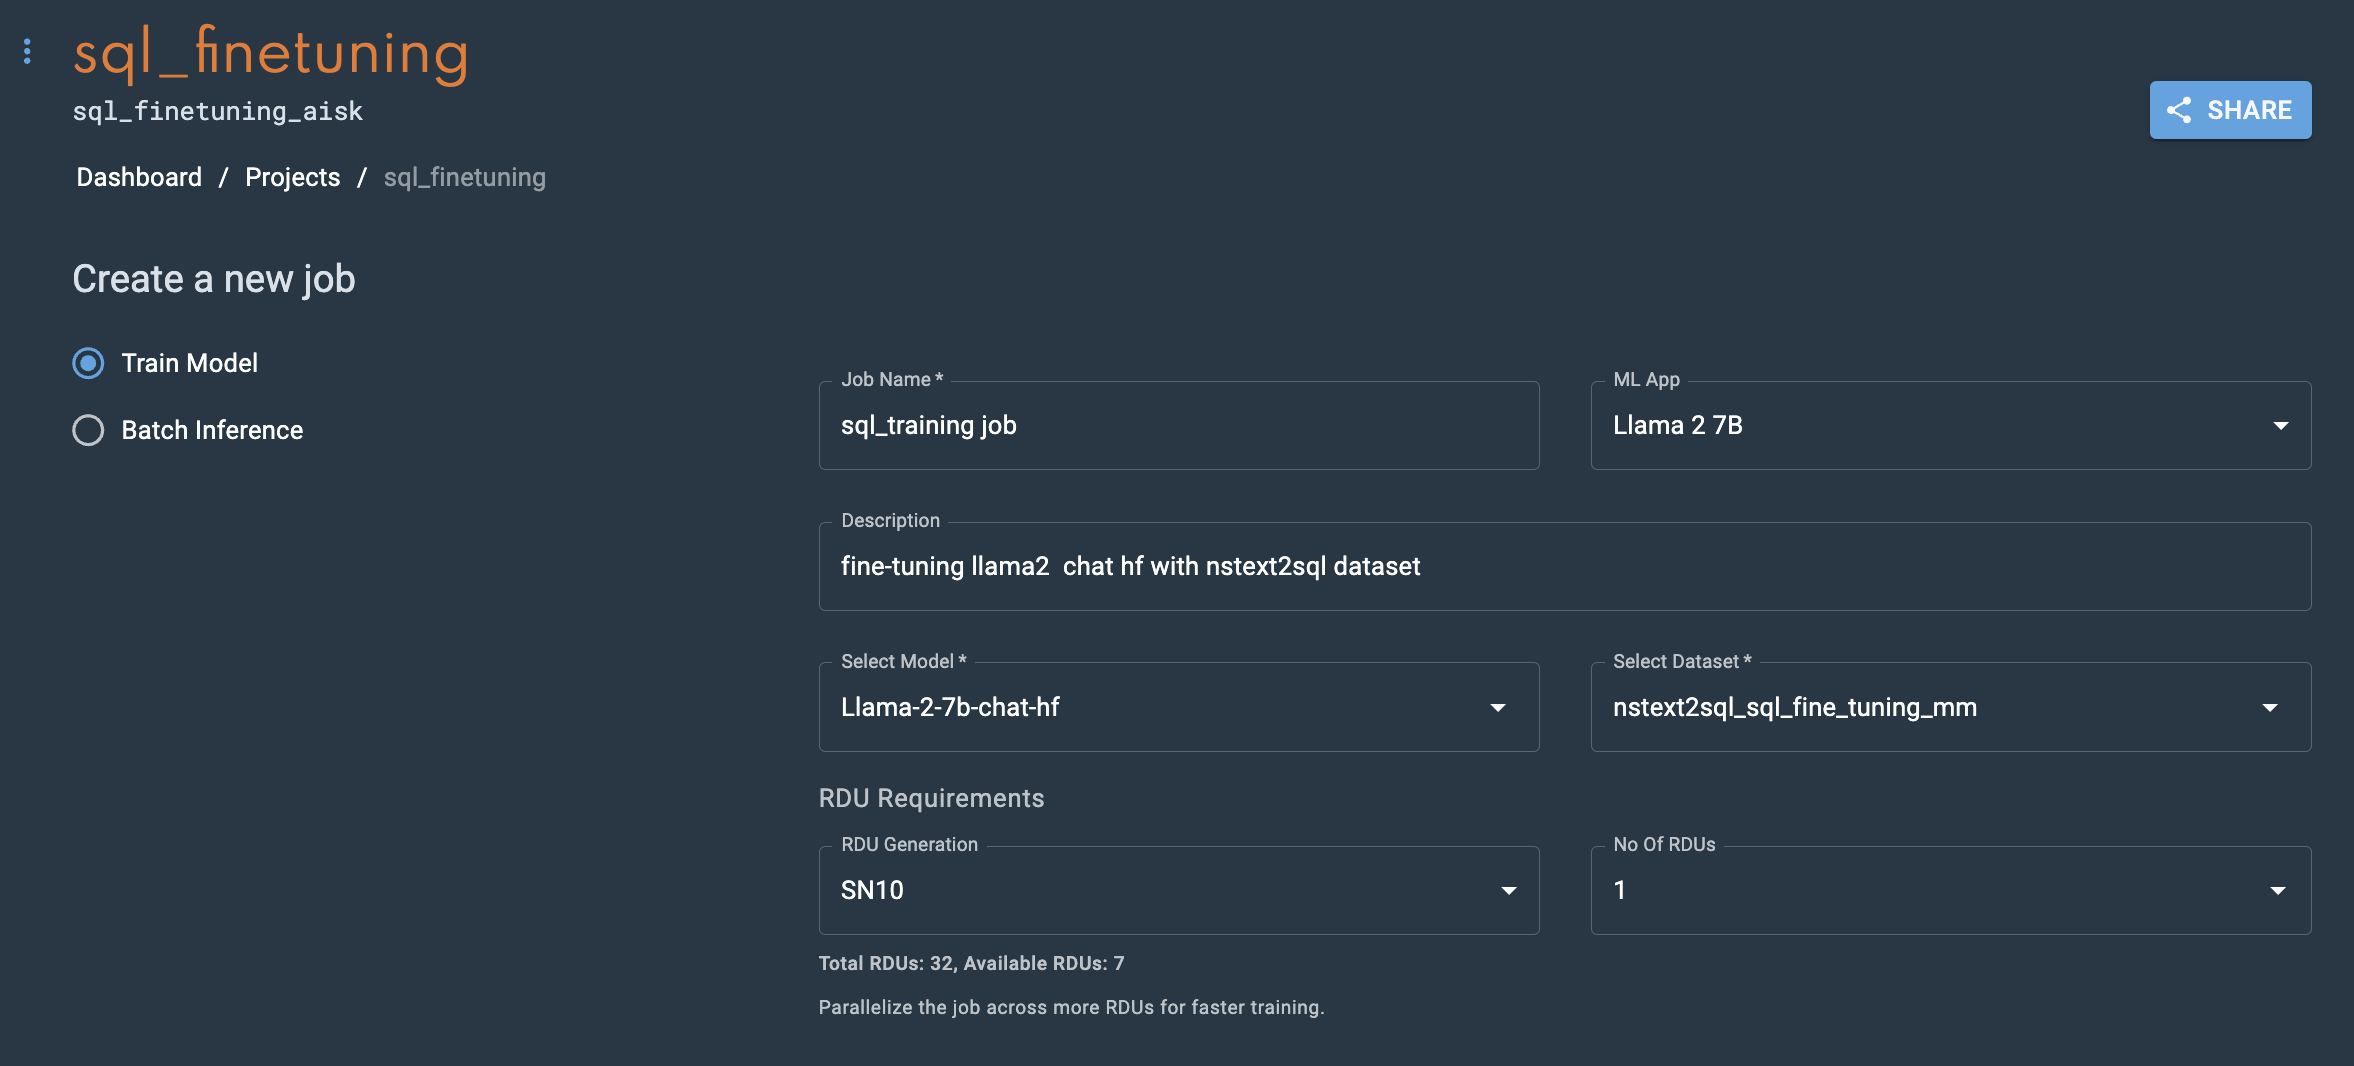 sql_finetuning
sql_finetuning_aisk
SHARE
Dashboard / Projects / sql_finetuning
Create a new job
Train Model
Batch Inference
Job Name *
sql_training job
ML App
Llama 2 7B
Description
fine-tuning llama2  chat hf with nstext2sql dataset
Select Model *
Llama-2-7b-chat-hf
Select Dataset *
nstext2sql_sql_fine_tuning_mm
RDU Requirements
RDU Generation
SN10
No Of RDUs
1
Total RDUs: 32, Available RDUs: 7
Parallelize the job across more RDUs for faster training.